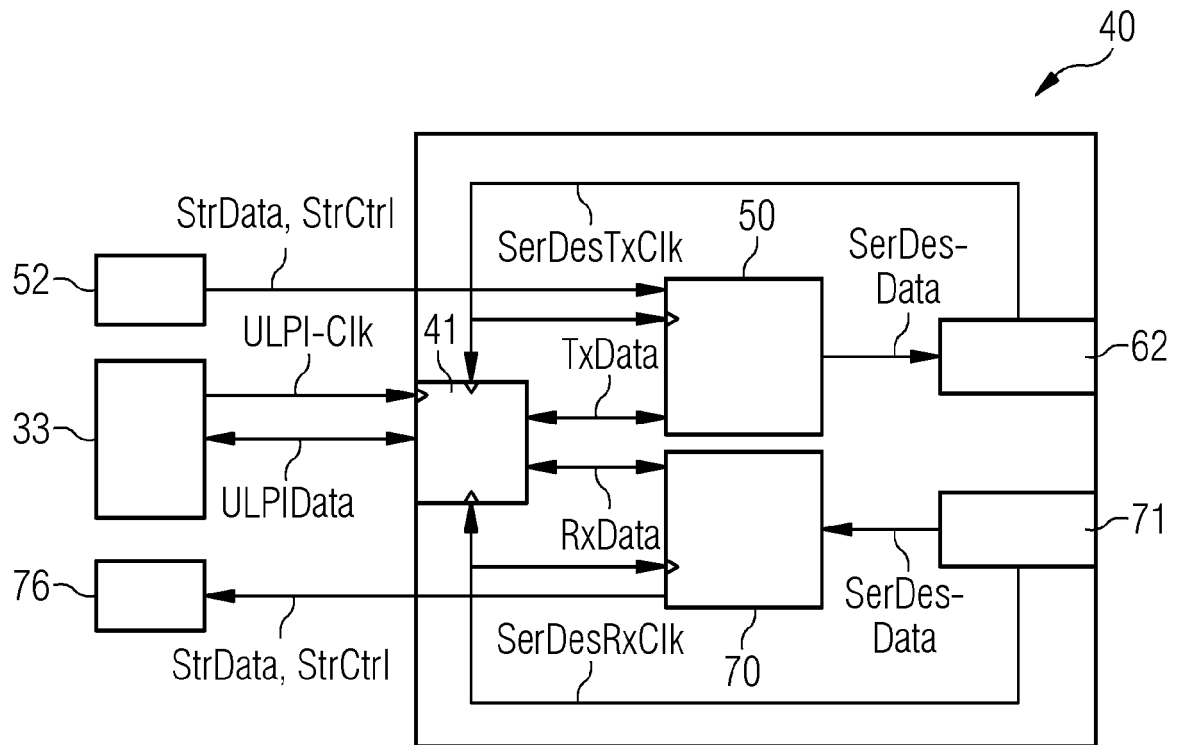 40
StrData, StrCtrl
50
SerDesTxClk
SerDes-
Data
52
ULPI-Clk
41
TxData
62
33
ULPIData
RxData
71
76
StrData, StrCtrl
SerDesRxClk
70
SerDes-
Data